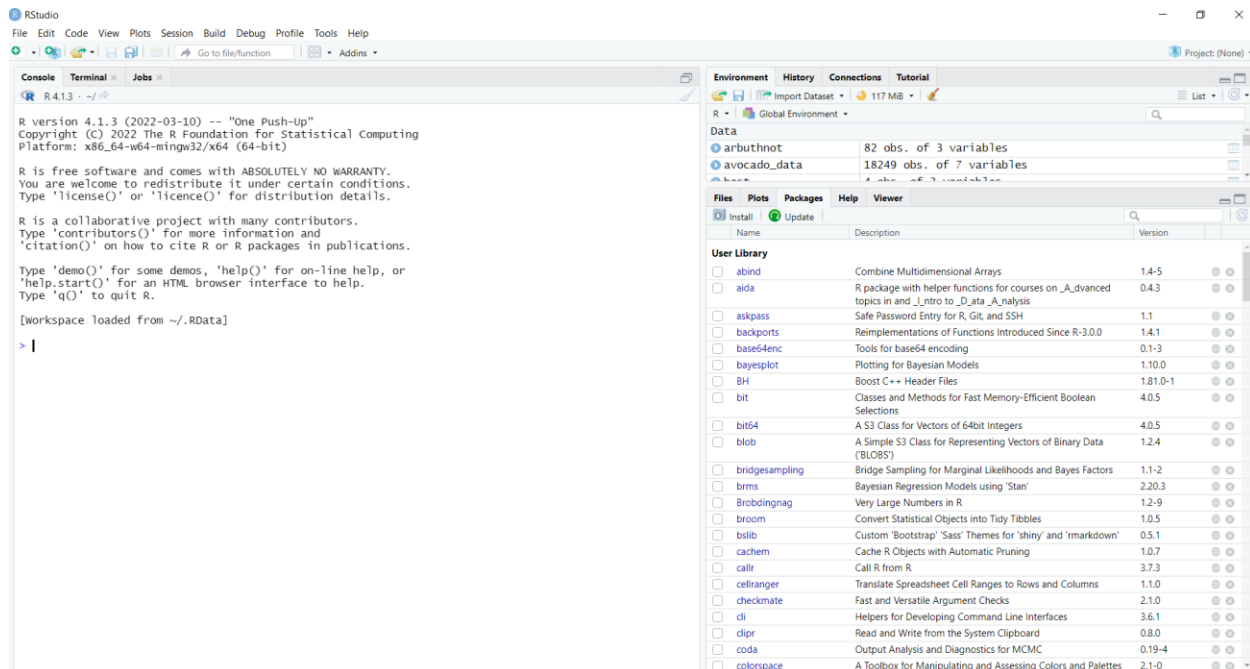 RStudio
File Edit Code View Plots Session Build Debug Profile Tools Help
Go to file/function Addins Project: (None)
Console Terminal Jobs
R 4.1.3 · ~/
R version 4.1.3 (2022-03-10) -- "One Push-Up"
Copyright (C) 2022 The R Foundation for Statistical Computing
Platform: x86_64-w64-mingw32/x64 (64-bit)
R is free software and comes with ABSOLUTELY NO WARRANTY.
You are welcome to redistribute it under certain conditions.
Type 'license()' or 'licence()' for distribution details.
R is a collaborative project with many contributors.
Type 'contributors()' for more information and
'citation()' on how to cite R or R packages in publications.
Type 'demo()' for some demos, 'help()' for on-line help, or
'help.start()' for an HTML browser interface to help.
Type 'q()' to quit R.
[Workspace loaded from ~/.RData]
>
Environment History Connections Tutorial
Import Dataset 117 MiB List
R Global Environment
Data
arbuthnot 82 obs. of 3 variables
avocado_data 18249 obs. of 7 variables
Files Plots Packages Help Viewer
Install Update
Name Description Version
User Library
abind Combine Multidimensional Arrays 1.4-5
aida R package with helper functions for courses on _A_dvanced 0.4.3
topics in and _I_ntro to _D_ata _A_nalysis
askpass Safe Password Entry for R, Git, and SSH 1.1
backports Reimplementations of Functions Introduced Since R-3.0.0 1.4.1
base64enc Tools for base64 encoding 0.1-3
bayesplot Plotting for Bayesian Models 1.10.0
BH Boost C++ Header Files 1.81.0-1
bit Classes and Methods for Fast Memory-Efficient Boolean 4.0.5
Selections
bit64 A S3 Class for Vectors of 64bit Integers 4.0.5
blob A Simple S3 Class for Representing Vectors of Binary Data 1.2.4
('BLOBS')
bridgesampling Bridge Sampling for Marginal Likelihoods and Bayes Factors 1.1-2
brms Bayesian Regression Models using 'Stan' 2.20.3
Brobdingnag Very Large Numbers in R 1.2-9
broom Convert Statistical Objects into Tidy Tibbles 1.0.5
bslib Custom 'Bootstrap' 'Sass' Themes for 'shiny' and 'rmarkdown' 0.5.1
cachem Cache R Objects with Automatic Pruning 1.0.7
callr Call R from R 3.7.3
cellranger Translate Spreadsheet Cell Ranges to Rows and Columns 1.1.0
checkmate Fast and Versatile Argument Checks 2.1.0
cli Helpers for Developing Command Line Interfaces 3.6.1
clipr Read and Write from the System Clipboard 0.8.0
coda Output Analysis and Diagnostics for MCMC 0.19-4
colorspace A Toolbox for Manipulating and Assessing Colors and Palettes 2.1-0